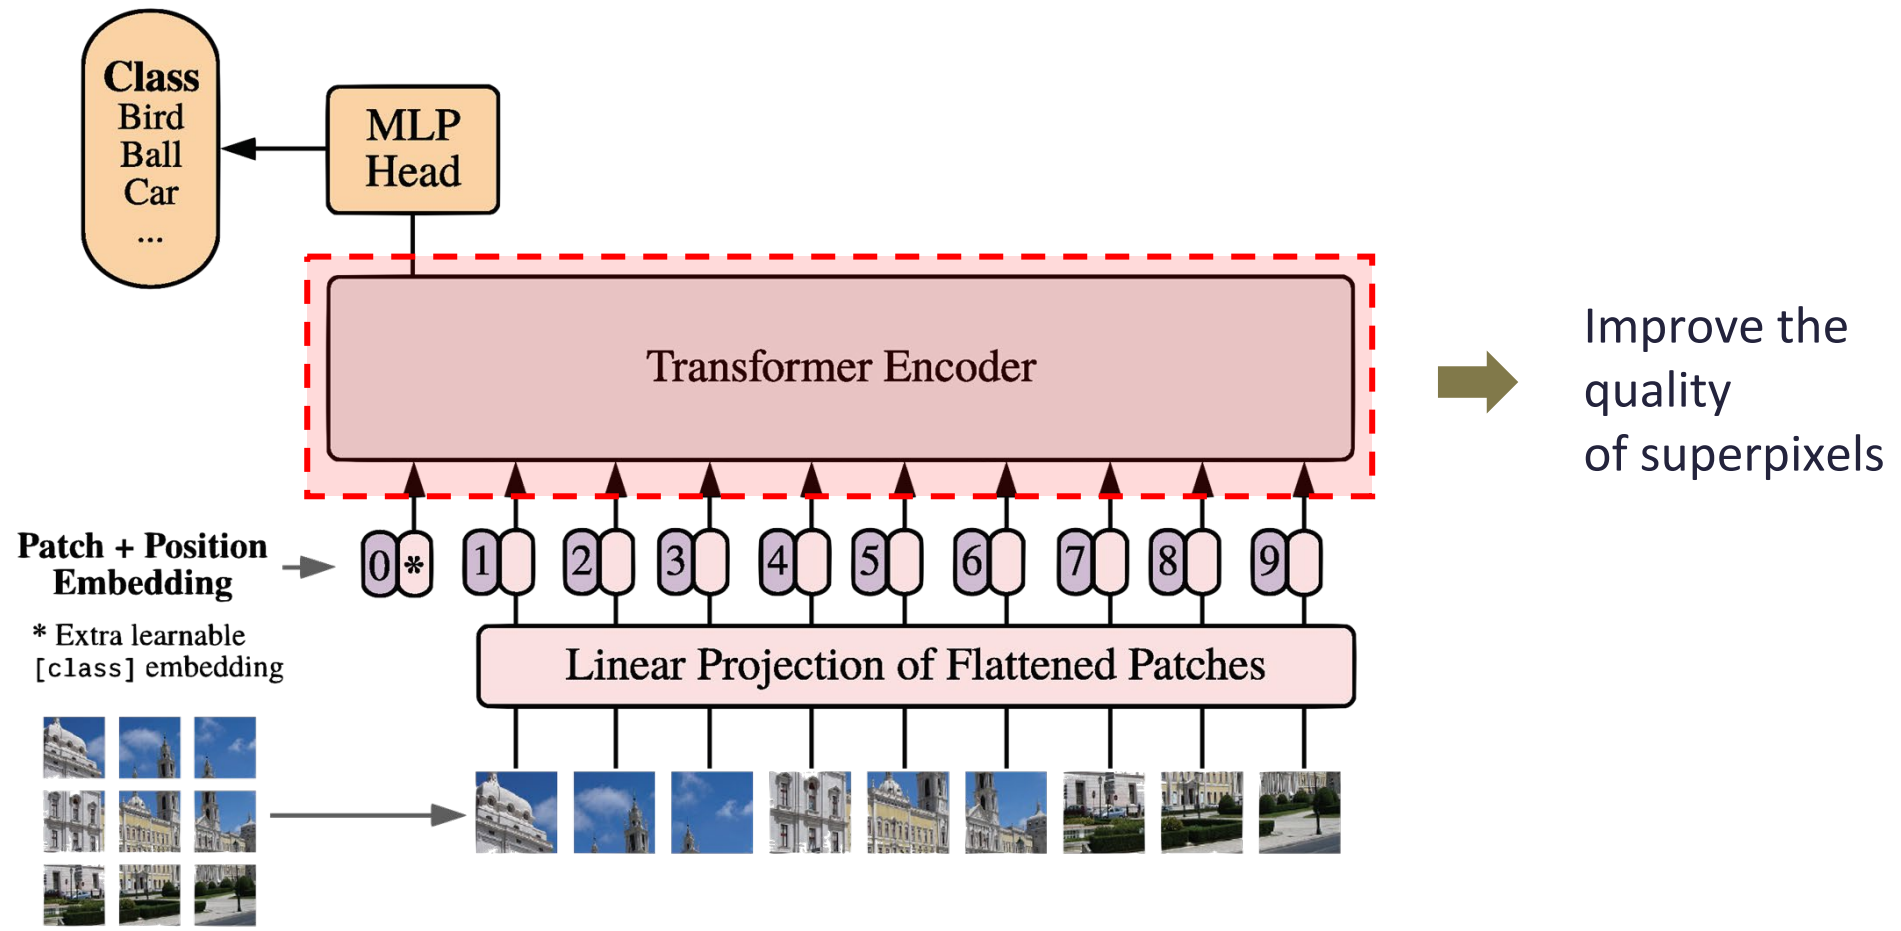 Class
Bird
Ball
Car
...
MLP
Head
Transformer Encoder
Improve the
quality
of superpixels
Patch + Position
Embedding
0 * 1 2 3 4 5 6 7 8 9
* Extra learnable
[class] embedding
Linear Projection of Flattened Patches